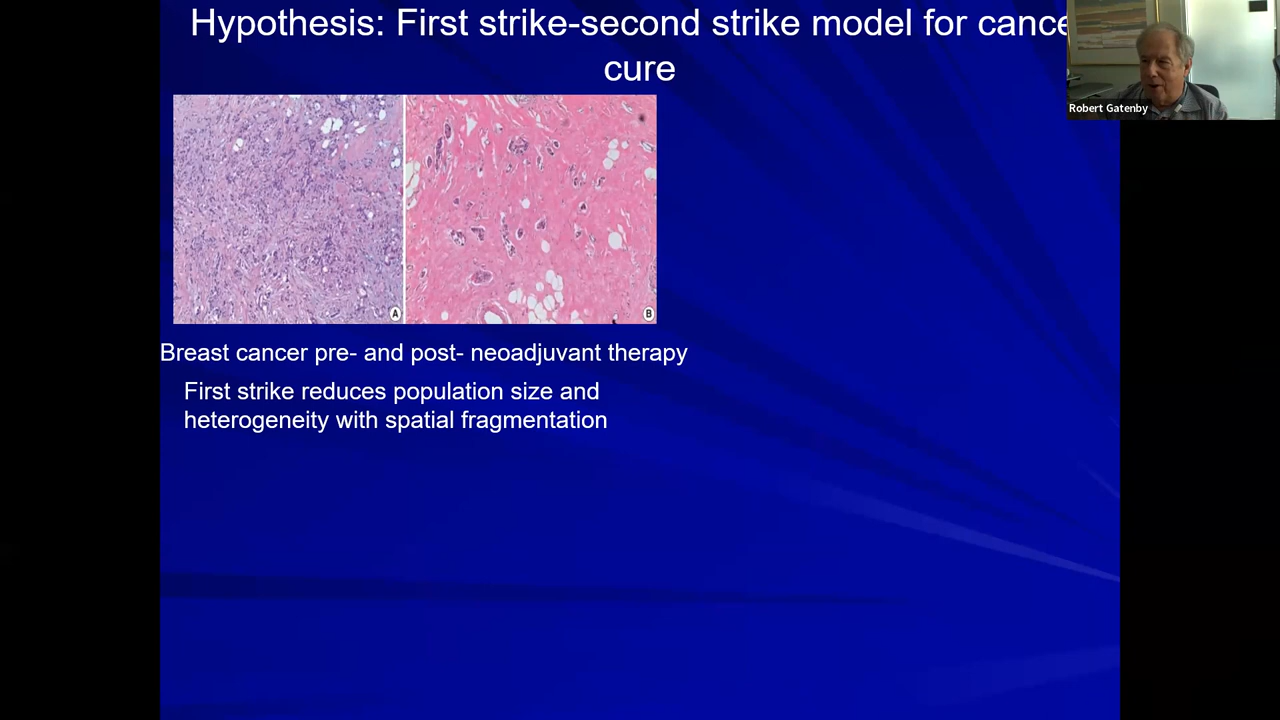 Hypothesis: First strike-second strike model for cance
cure
Robert Gatenby
A
B
Breast cancer pre- and post- neoadjuvant therapy
First strike reduces population size and
heterogeneity with spatial fragmentation